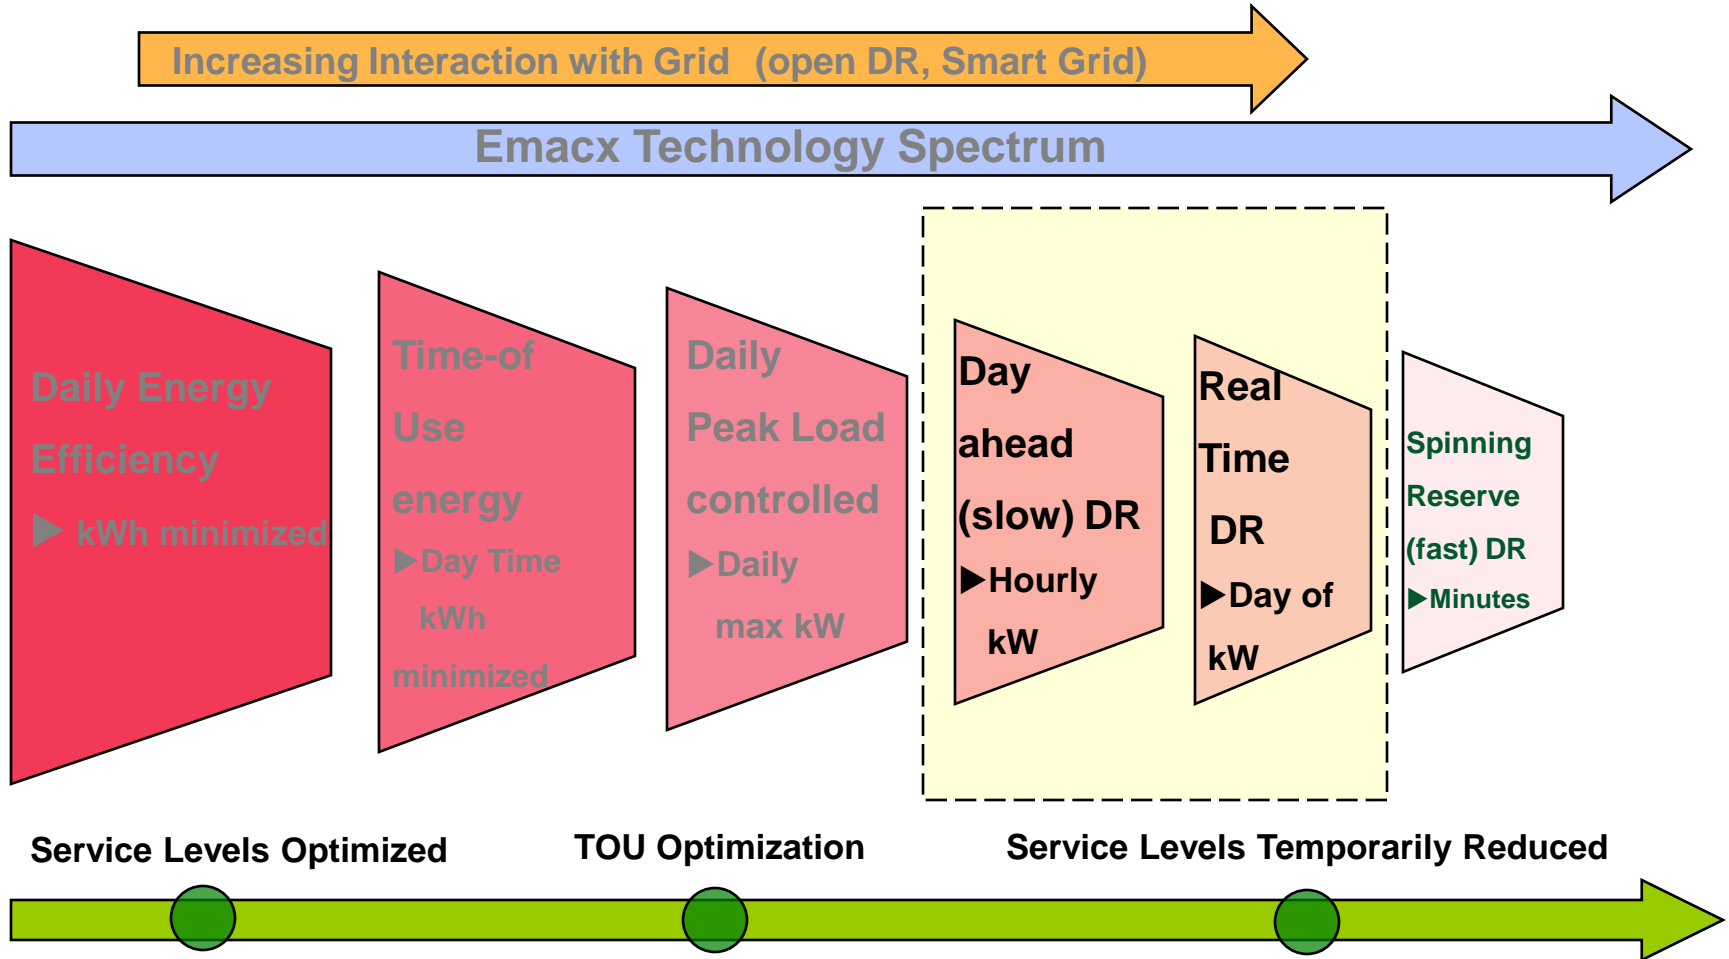 Increasing Interaction with Grid (open DR, Smart Grid)
Emacx Technology Spectrum
Daily Energy
Efficiency
▶ kWh minimized
Time-of
Use
energy
▶Day Time
kWh
minimized
Daily
Peak Load
controlled
▶Daily
max kW
Day
ahead
(slow) DR
▶Hourly
kW
Real
Time
DR
▶Day of
kW
Spinning
Reserve
(fast) DR
▶Minutes
Service Levels Optimized
TOU Optimization
Service Levels Temporarily Reduced